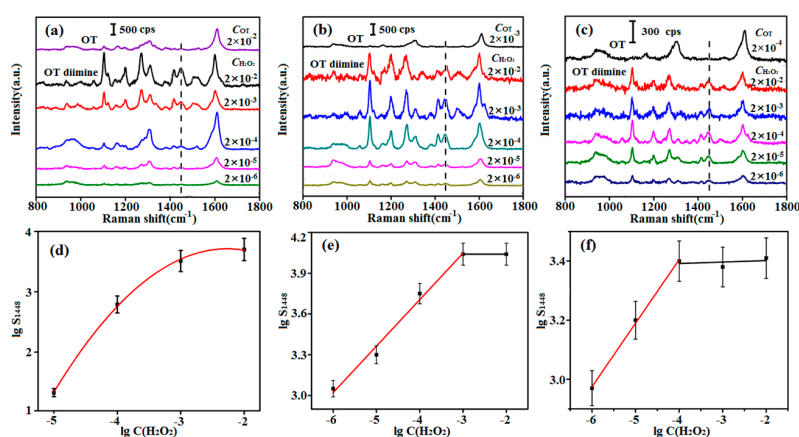 (a)
500 cps
C_OT
OT
2×10⁻²
OT diimine
C_H₂O₂
2×10⁻²
2×10⁻³
2×10⁻⁴
2×10⁻⁵
2×10⁻⁶
Intensity(a.u.)
800 1000 1200 1400 1600 1800
Raman shift(cm⁻¹)
(b)
500 cps
C_OT
OT
2×10⁻³
OT diimine
C_H₂O₂
2×10⁻²
2×10⁻³
2×10⁻⁴
2×10⁻⁵
2×10⁻⁶
Intensity(a.u.)
800 1000 1200 1400 1600 1800
Raman shift(cm⁻¹)
(c)
300 cps
C_OT
OT
2×10⁻⁴
OT diimine
C_H₂O₂
2×10⁻²
2×10⁻³
2×10⁻⁴
2×10⁻⁵
2×10⁻⁶
Intensity(a.u.)
800 1000 1200 1400 1600 1800
Raman shift(cm⁻¹)
(d)
4
3
2
1
lg S₁₄₄₈
-5 -4 -3 -2
lg C(H₂O₂)
(e)
4.2
3.9
3.6
3.3
3.0
lg S₁₄₄₈
-6 -5 -4 -3 -2
lg C(H₂O₂)
(f)
3.6
3.4
3.2
3.0
lg S₁₄₄₈
-6 -5 -4 -3 -2
lg C(H₂O₂)